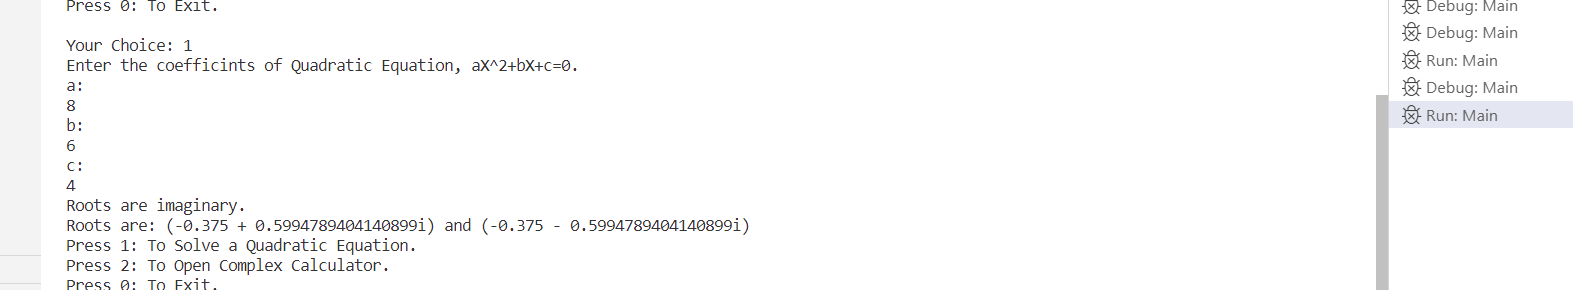 Press 0: To Exit.
Your Choice: 1
Enter the coefficints of Quadratic Equation, aX^2+bX+c=0.
a:
8
b:
6
c:
4
Roots are imaginary.
Roots are: (-0.375 + 0.5994789404140899i) and (-0.375 - 0.5994789404140899i)
Press 1: To Solve a Quadratic Equation.
Press 2: To Open Complex Calculator.
Press 0: To Exit.
Debug: Main
Debug: Main
Run: Main
Debug: Main
Run: Main